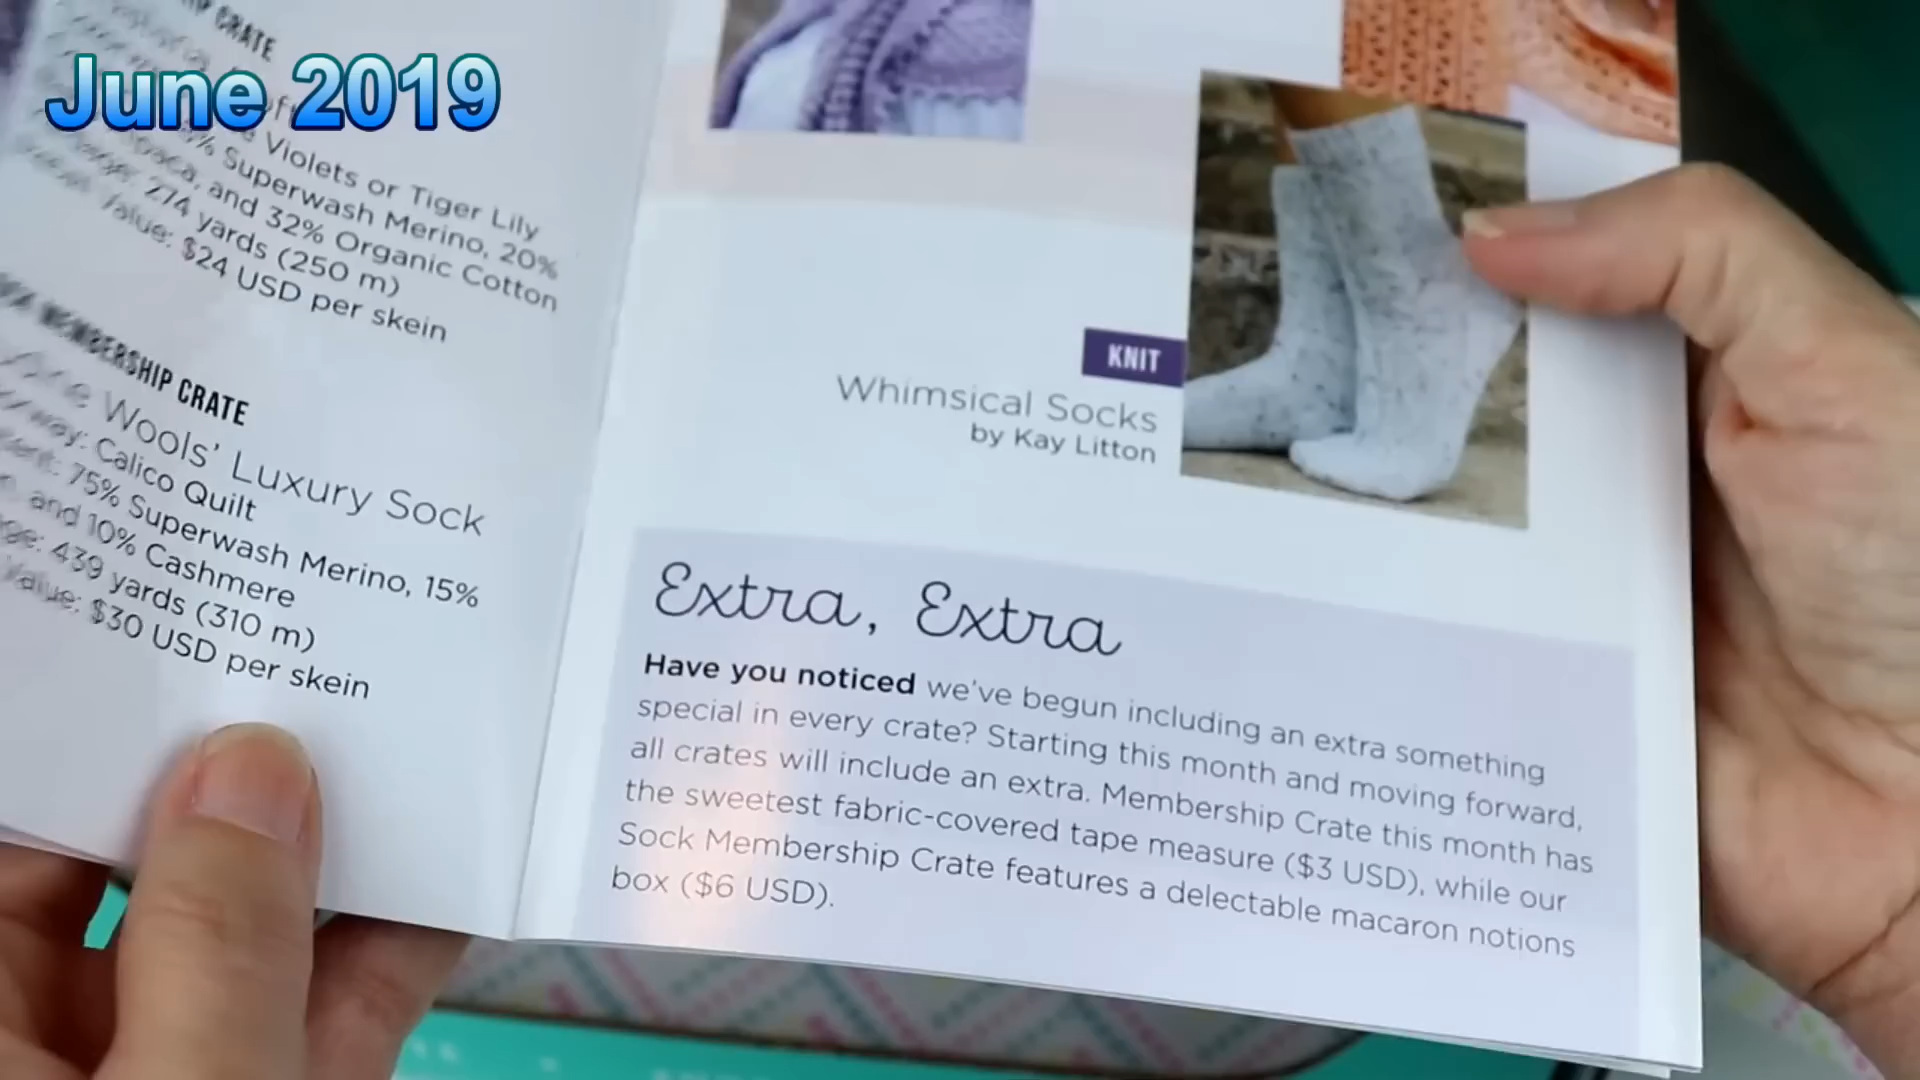 June 2019
CRATE
Violets or Tiger Lily
% Superwash Merino, 20%
and 32% Organic Cotton
274 yards (250 m)
Value: $24 USD per skein
MEMBERSHIP CRATE
Wools' Luxury Sock
Calico Quilt
75% Superwash Merino, 15%
and 10% Cashmere
439 yards (310 m)
Value: $30 USD per skein
KNIT
Whimsical Socks
by Kay Litton
Extra, Extra
Have you noticed we've begun including an extra something
special in every crate? Starting this month and moving forward,
all crates will include an extra. Membership Crate this month has
the sweetest fabric-covered tape measure ($3 USD), while our
Sock Membership Crate features a delectable macaron notions
box ($6 USD).